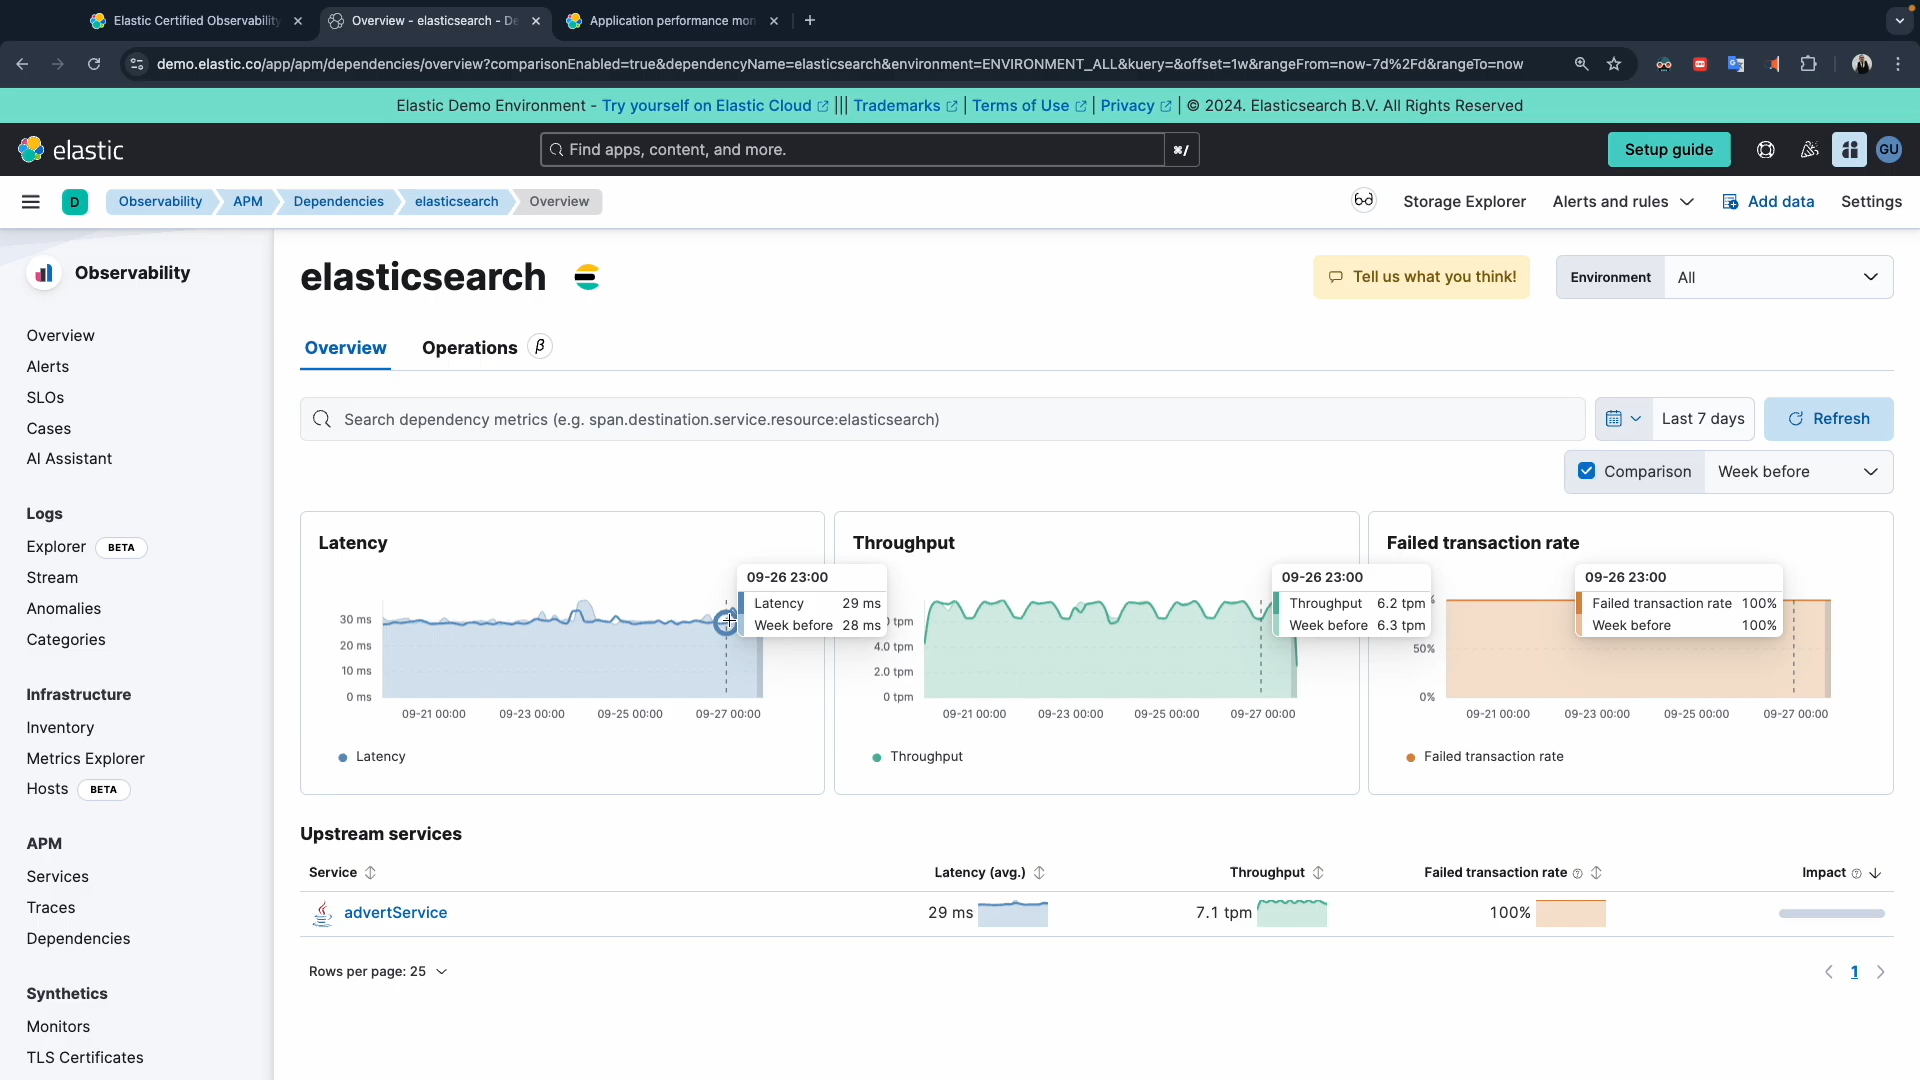 Elastic Certified Observability
Overview - elasticsearch - De
Application performance mon
demo.elastic.co/app/apm/dependencies/overview?comparisonEnabled=true&dependencyName=elasticsearch&environment=ENVIRONMENT_ALL&kuery=&offset=1w&rangeFrom=now-7d%2Fd&rangeTo=now
Elastic Demo Environment - Try yourself on Elastic Cloud ||| Trademarks | Terms of Use | Privacy | © 2024. Elasticsearch B.V. All Rights Reserved
elastic
Find apps, content, and more.
⌘/
Setup guide
GU
D
Observability
APM
Dependencies
elasticsearch
Overview
Storage Explorer
Alerts and rules
Add data
Settings
Observability
Overview
Alerts
SLOs
Cases
AI Assistant
Logs
Explorer BETA
Stream
Anomalies
Categories
Infrastructure
Inventory
Metrics Explorer
Hosts BETA
APM
Services
Traces
Dependencies
Synthetics
Monitors
TLS Certificates
elasticsearch
Tell us what you think!
Environment All
Overview
Operations β
Search dependency metrics (e.g. span.destination.service.resource:elasticsearch)
Last 7 days
Refresh
Comparison
Week before
Latency
09-26 23:00
Latency 29 ms
Week before 28 ms
30 ms
20 ms
10 ms
0 ms
09-21 00:00 09-23 00:00 09-25 00:00 09-27 00:00
Latency
Throughput
09-26 23:00
Throughput 6.2 tpm
Week before 6.3 tpm
tpm
4.0 tpm
2.0 tpm
0 tpm
09-21 00:00 09-23 00:00 09-25 00:00 09-27 00:00
Throughput
Failed transaction rate
09-26 23:00
Failed transaction rate 100%
Week before 100%
%
50%
0%
09-21 00:00 09-23 00:00 09-25 00:00 09-27 00:00
Failed transaction rate
Upstream services
Service Latency (avg.) Throughput Failed transaction rate Impact
advertService 29 ms 7.1 tpm 100%
Rows per page: 25
1